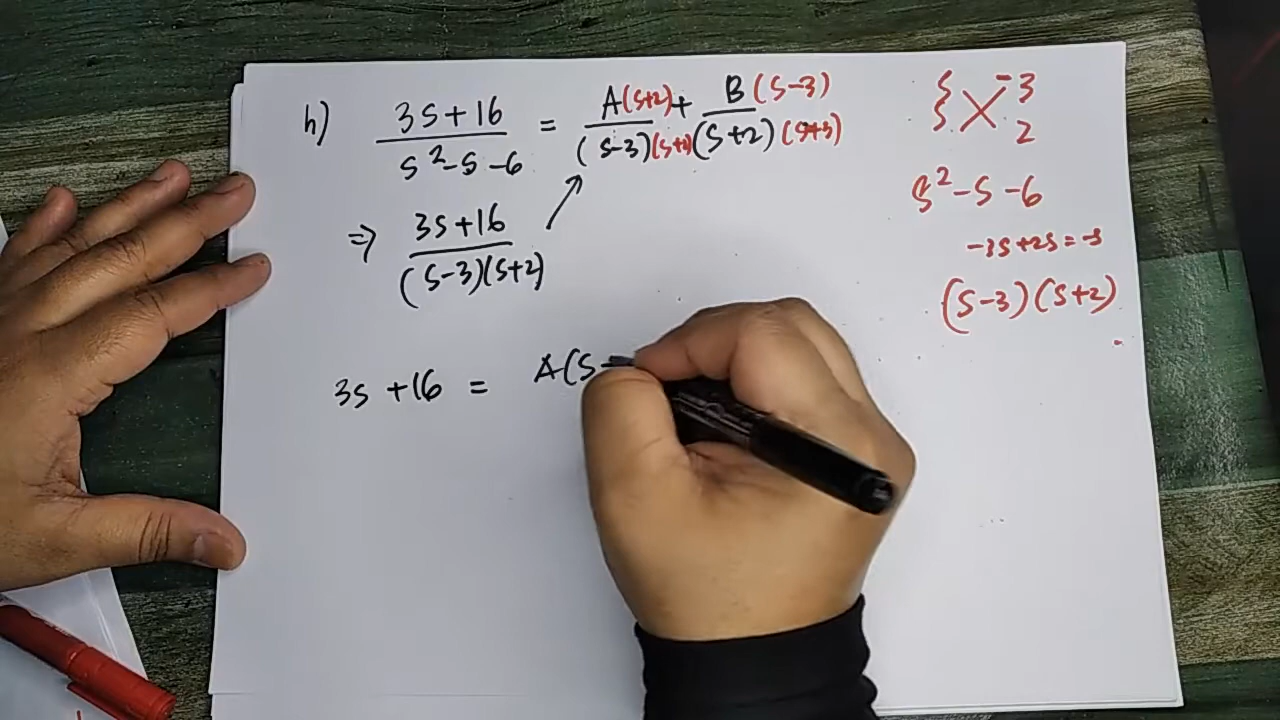 h) 3s+16 / s²-s-6 = A(s+2) / (s-3)(s+2) + B(s-3) / (s+2)(s+3)
⇒ 3s+16 / (s-3)(s+2)
3s+16 = A(s
s -3
s 2
s²-s-6
-3s+2s=-s
(s-3)(s+2)